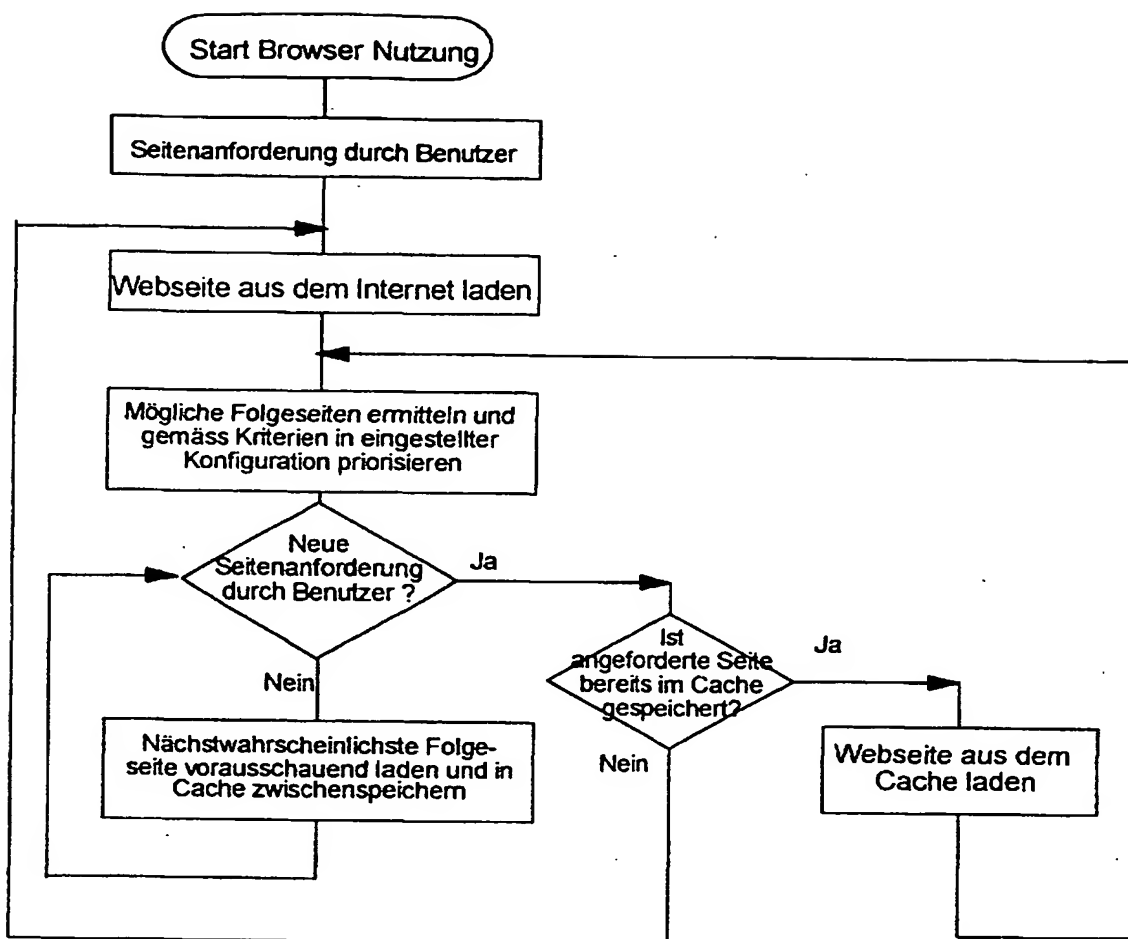 Start Browser Nutzung
Seitenanforderung durch Benutzer
Webseite aus dem Internet laden
Mögliche Folgeseiten ermitteln und
gemäss Kriterien in eingestellter
Konfiguration priorisieren
Neue
Seitenanforderung
durch Benutzer ?
Ja
Nein
Nächstwahrscheinlichste Folge-
seite vorausschauend laden und in
Cache zwischenspeichern
Ist
angeforderte Seite
bereits im Cache
gespeichert?
Ja
Nein
Webseite aus dem
Cache laden